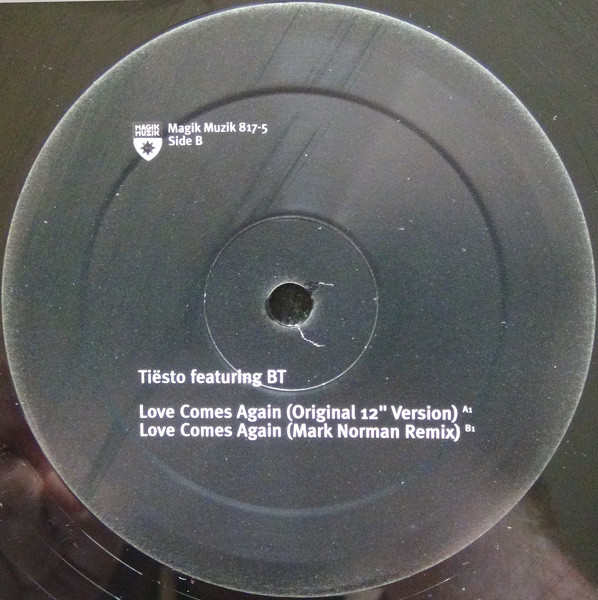 MAGIK
MUZIK
Magik Muzik 817-5
Side B
Tiësto featuring BT
Love Comes Again (Original 12" Version) A1
Love Comes Again (Mark Norman Remix) B1